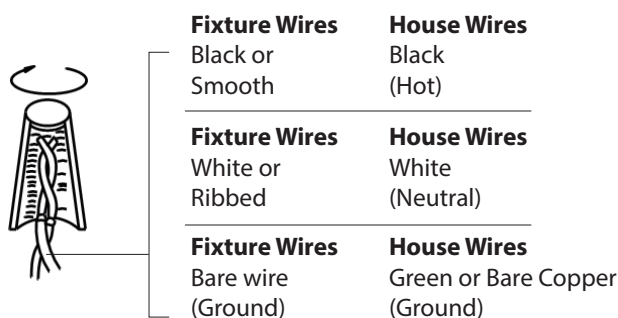 Fixture Wires House Wires
Black or Black
Smooth (Hot)
Fixture Wires House Wires
White or White
Ribbed (Neutral)
Fixture Wires House Wires
Bare wire Green or Bare Copper
(Ground) (Ground)